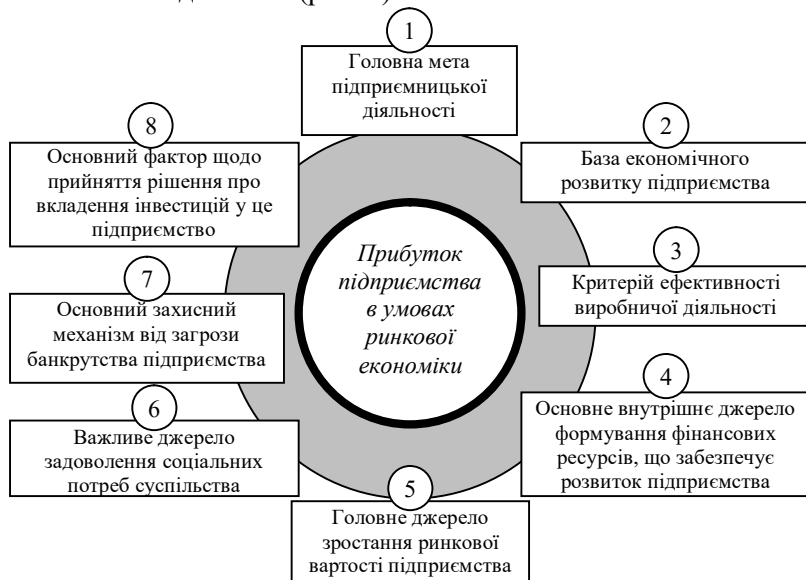 1
Головна мета
підприємницької
діяльності
2
База економічного
розвитку підприємства
3
Критерій ефективності
виробничої діяльності
4
Основне внутрішнє джерело
формування фінансових
ресурсів, що забезпечує
розвиток підприємства
5
Головне джерело
зростання ринкової
вартості підприємства
6
Важливе джерело
задоволення соціальних
потреб суспільства
7
Основний захисний
механізм від загрози
банкрутства підприємства
8
Основний фактор щодо
прийняття рішення про
вкладення інвестицій у це
підприємство
Прибуток
підприємства
в умовах
ринкової
економіки